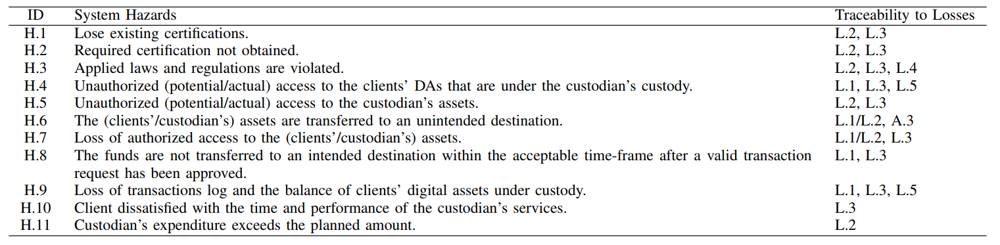 ID System Hazards Traceability to Losses
H.1 Lose existing certifications. L.2, L.3
H.2 Required certification not obtained. L.2, L.3
H.3 Applied laws and regulations are violated. L.2, L.3, L.4
H.4 Unauthorized (potential/actual) access to the clients' DAs that are under the custodian's custody. L.1, L.3, L.5
H.5 Unauthorized (potential/actual) access to the custodian's assets. L.2, L.3
H.6 The (clients'/custodian's) assets are transferred to an unintended destination. L.1/L.2, A.3
H.7 Loss of authorized access to the (clients'/custodian's) assets. L.1/L.2, L.3
H.8 The funds are not transferred to an intended destination within the acceptable time-frame after a valid transaction L.1, L.3
request has been approved.
H.9 Loss of transactions log and the balance of clients' digital assets under custody. L.1, L.3, L.5
H.10 Client dissatisfied with the time and performance of the custodian's services. L.3
H.11 Custodian's expenditure exceeds the planned amount. L.2